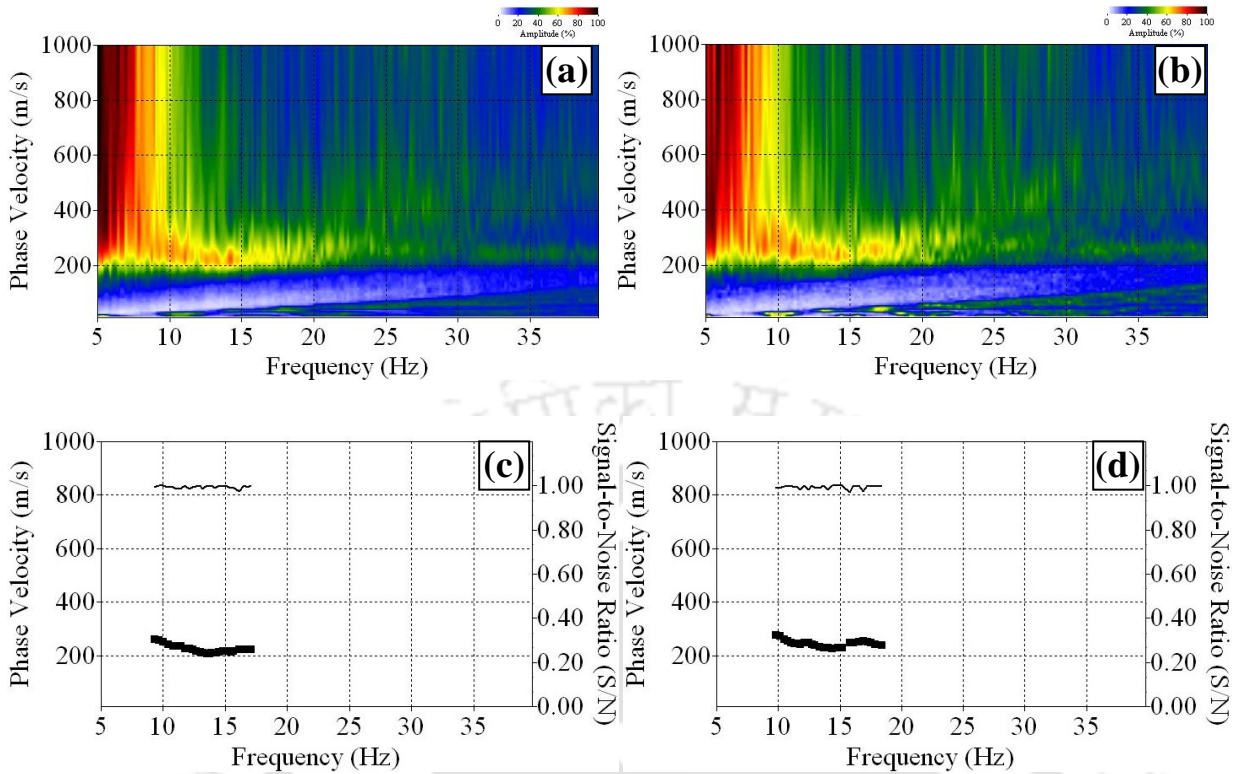 0 20 40 60 80 100
Amplitude (%)
(a)
Phase Velocity (m/s)
1000
800
600
400
200
5 10 15 20 25 30 35
Frequency (Hz)
0 20 40 60 80 100
Amplitude (%)
(b)
Phase Velocity (m/s)
1000
800
600
400
200
5 10 15 20 25 30 35
Frequency (Hz)
(c)
Phase Velocity (m/s)
1000
800
600
400
200
5 10 15 20 25 30 35
Frequency (Hz)
Signal-to-Noise Ratio (S/N)
1.00
0.80
0.60
0.40
0.20
0.00
(d)
Phase Velocity (m/s)
1000
800
600
400
200
5 10 15 20 25 30 35
Frequency (Hz)
Signal-to-Noise Ratio (S/N)
1.00
0.80
0.60
0.40
0.20
0.00